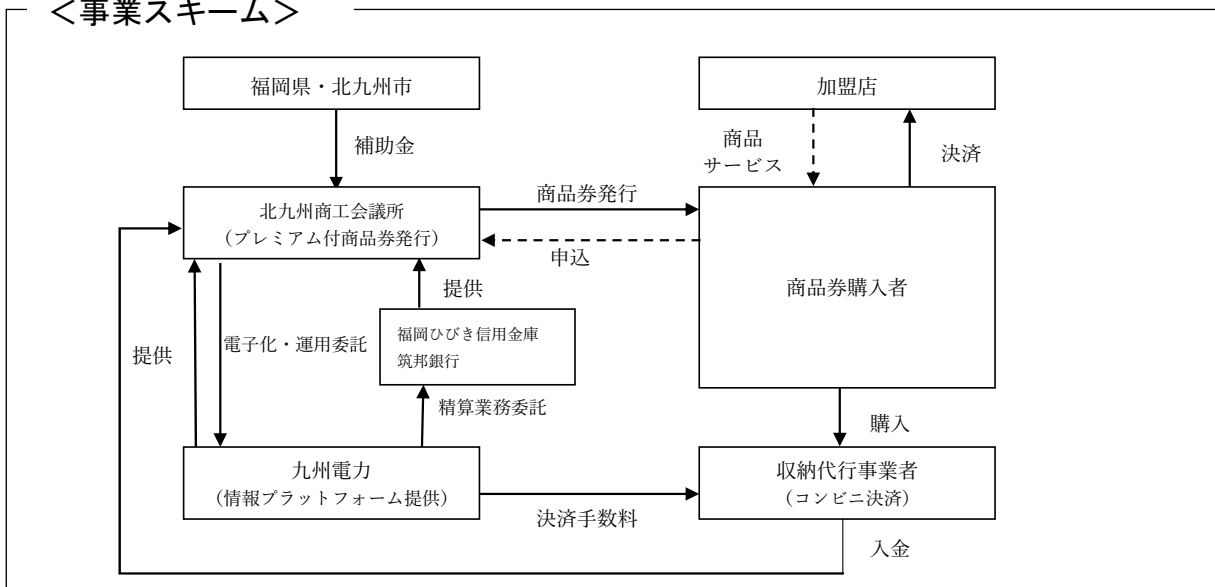 ＜事業スキーム＞
福岡県・北九州市
加盟店
補助金
商品
サービス
決済
北九州商工会議所
（プレミアム付商品券発行）
商品券発行
申込
商品券購入者
提供
電子化・運用委託
提供
福岡ひびき信用金庫
筑邦銀行
精算業務委託
購入
九州電力
（情報プラットフォーム提供）
決済手数料
収納代行事業者
（コンビニ決済）
入金